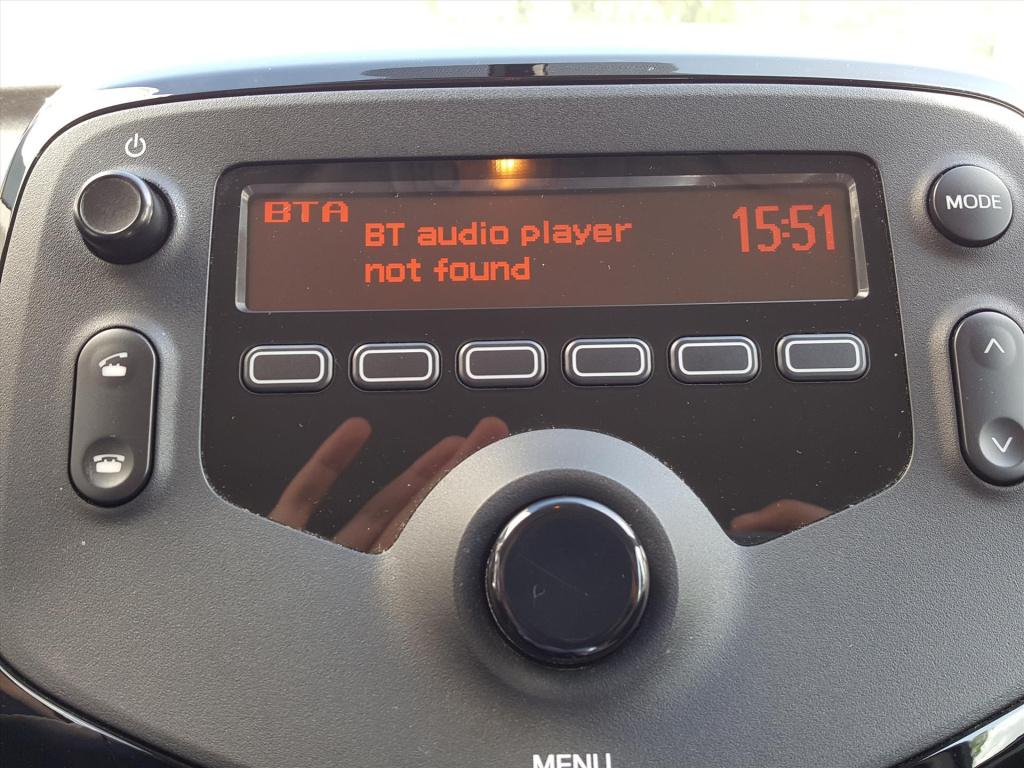 BTA
BT audio player
not found
15:51
MODE
MENU